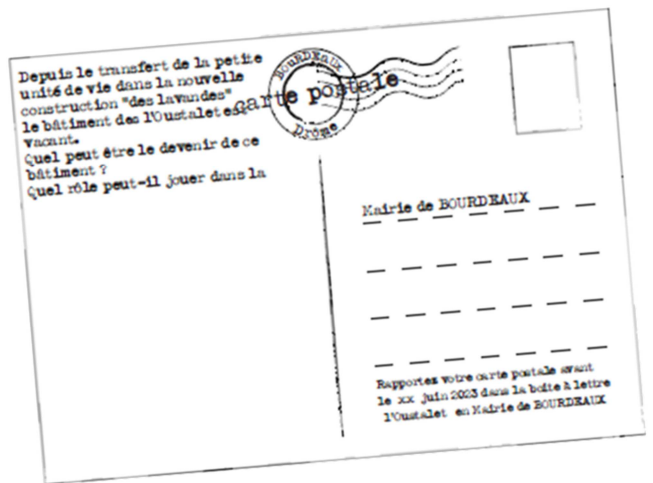 Depuis le transfert de la petite
unité de vie dans la nouvelle
construction "des lavandes"
le bâtiment des l'Oustalet est
vacant.
Quel peut être le devenir de ce
bâtiment ?
Quel rôle peut-il jouer dans la
BOURDEAUX
carte postale
Drôme
Mairie de BOURDEAUX
Rapportez votre carte postale avant
le xx juin 2023 dans la boite à lettre
l'Oustalet en Mairie de BOURDEAUX